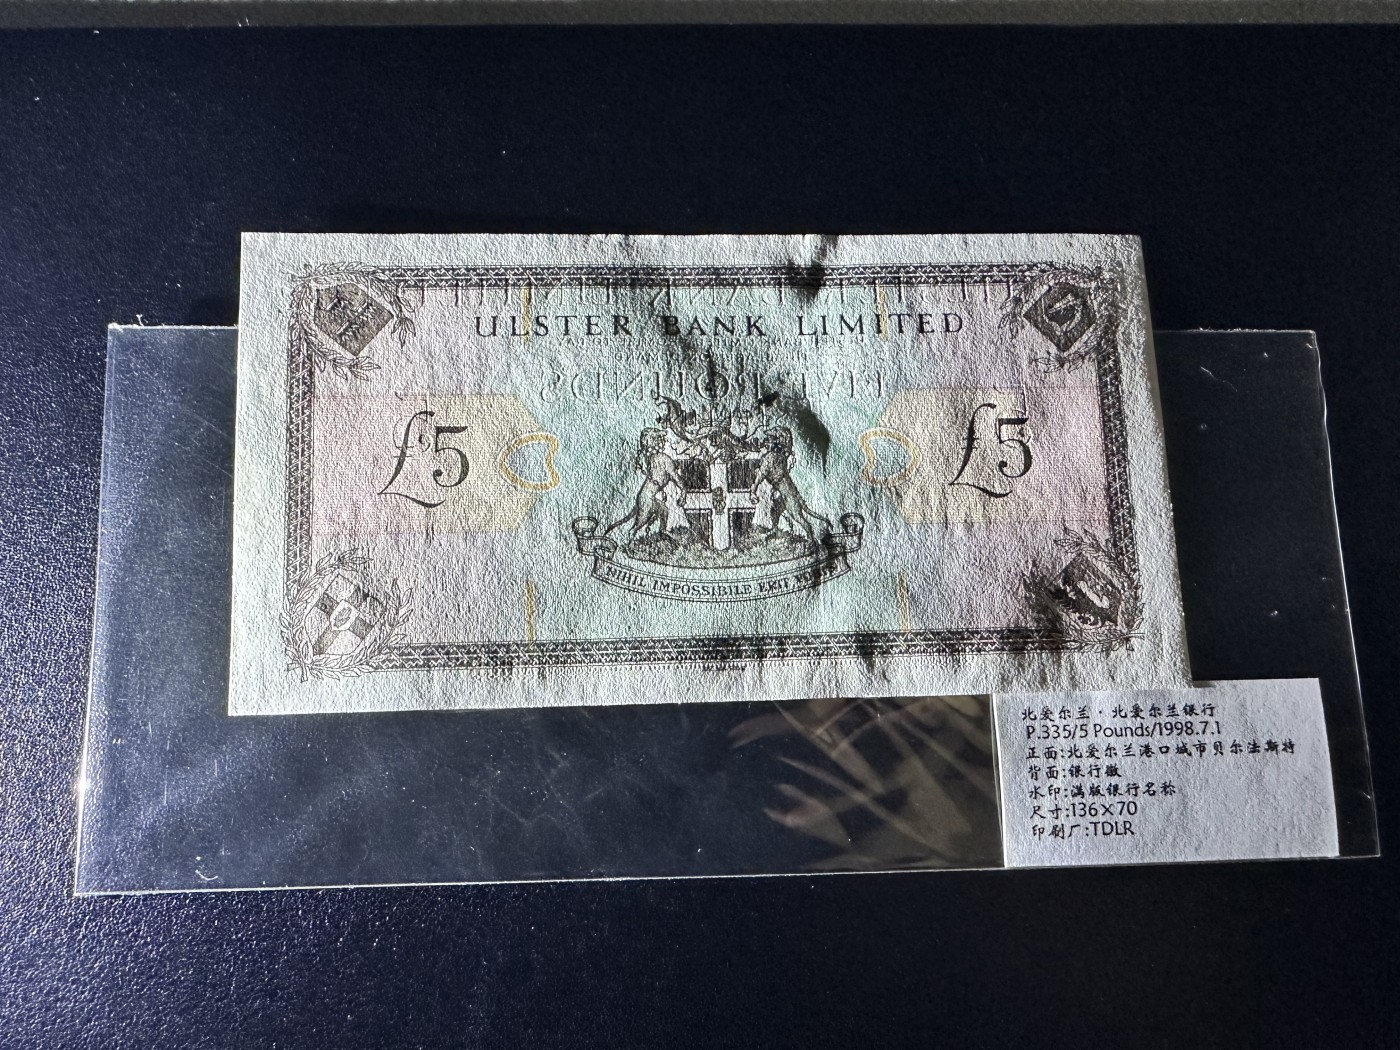 ULSTER BANK LIMITED
FIVE POUNDS
£5
£5
NIHIL IMPOSSIBILE
北爱尔兰·北爱尔兰银行
P.335/5 Pounds/1998.7.1
正面:北爱尔兰港口城市贝尔法斯特
背面:银行徽
水印:满版银行名称
尺寸:136×70
印刷厂:TDLR